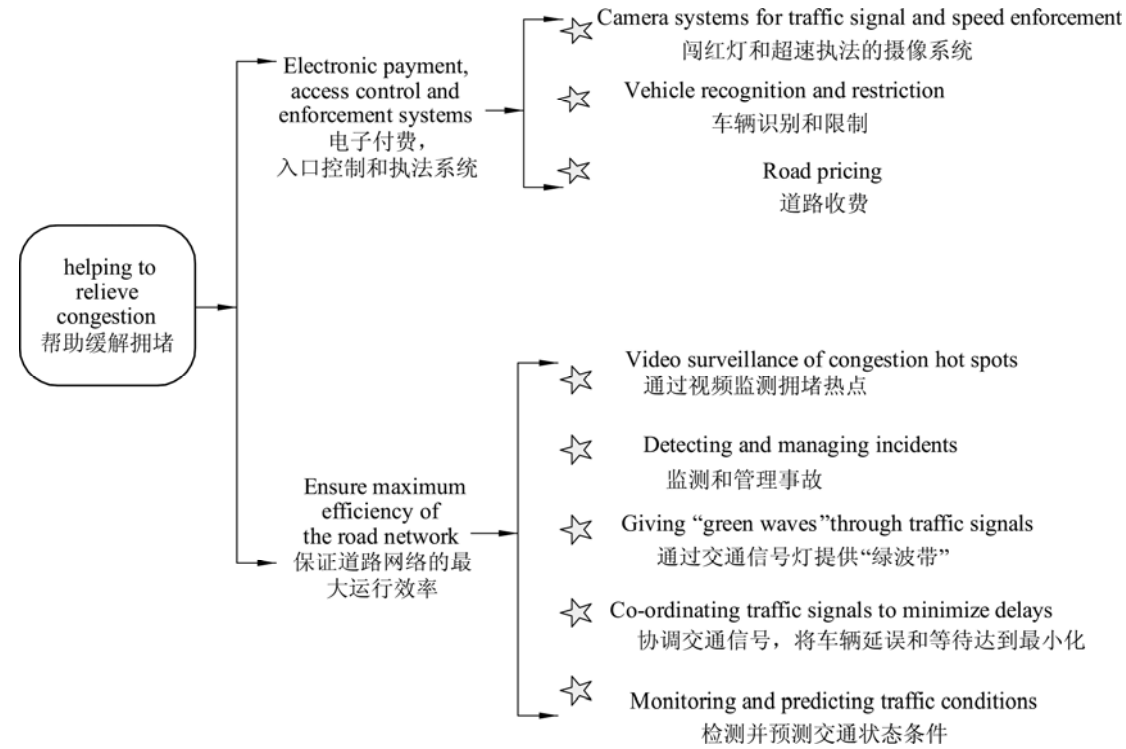 helping to
relieve
congestion
帮助缓解拥堵
Electronic payment,
access control and
enforcement systems
电子付费，
入口控制和执法系统
Camera systems for traffic signal and speed enforcement
闯红灯和超速执法的摄像系统
Vehicle recognition and restriction
车辆识别和限制
Road pricing
道路收费
Ensure maximum
efficiency of
the road network
保证道路网络的最
大运行效率
Video surveillance of congestion hot spots
通过视频监测拥堵热点
Detecting and managing incidents
监测和管理事故
Giving “green waves”through traffic signals
通过交通信号灯提供“绿波带”
Co-ordinating traffic signals to minimize delays
协调交通信号，将车辆延误和等待达到最小化
Monitoring and predicting traffic conditions
检测并预测交通状态条件